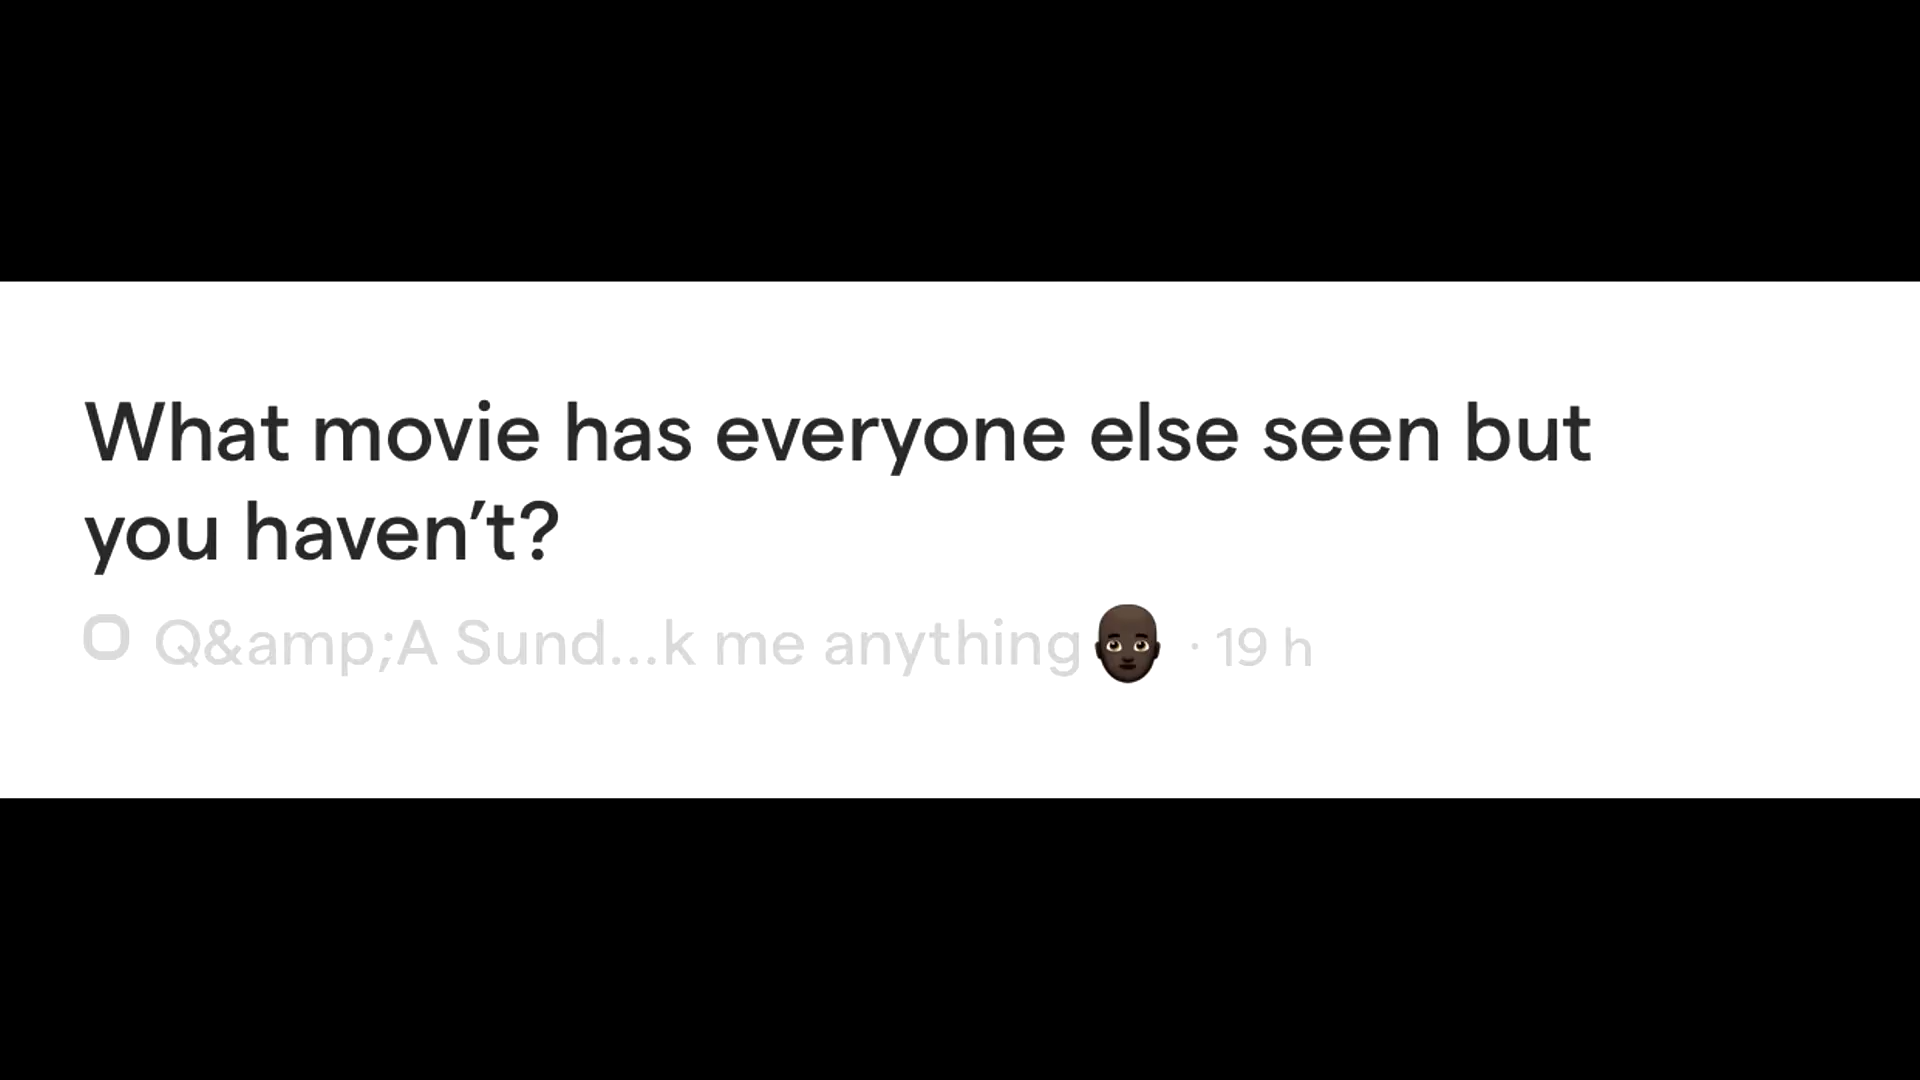 What movie has everyone else seen but
you haven’t?
Q&amp;A Sund...k me anything🧑🏿‍🦲 · 19 h